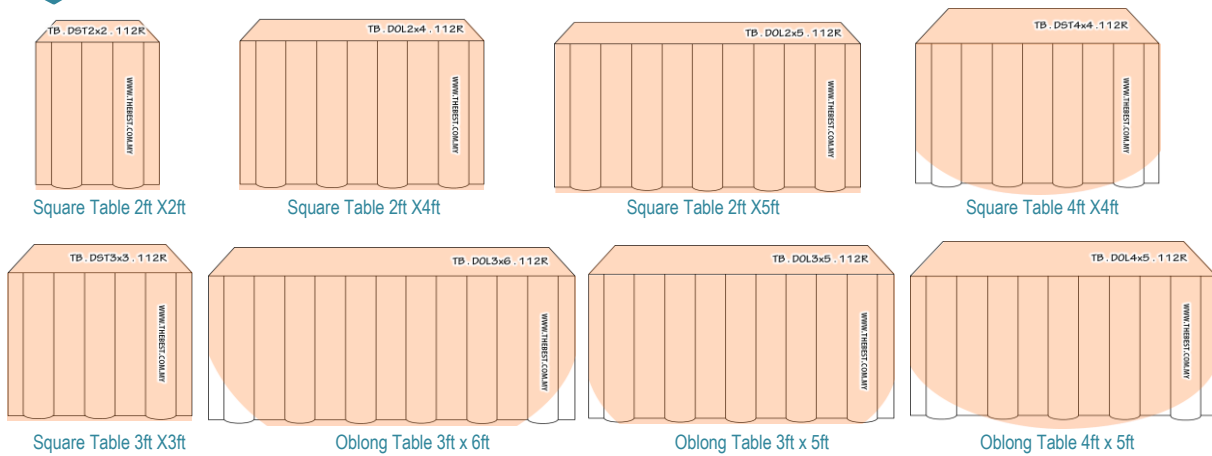 TB . DST2x2 . 112R
TB . DOL2x4 . 112R
TB . DOL2x5 . 112R
TB . DST4x4 . 112R
WWW.THEBEST.COM.MY
WWW.THEBEST.COM.MY
WWW.THEBEST.COM.MY
WWW.THEBEST.COM.MY
Square Table 2ft X2ft
Square Table 2ft X4ft
Square Table 2ft X5ft
Square Table 4ft X4ft
TB . DST3x3 . 112R
TB . DOL3x6 . 112R
TB . DOL3x5 . 112R
TB . DOL4x5 . 112R
WWW.THEBEST.COM.MY
WWW.THEBEST.COM.MY
WWW.THEBEST.COM.MY
WWW.THEBEST.COM.MY
Square Table 3ft X3ft
Oblong Table 3ft x 6ft
Oblong Table 3ft x 5ft
Oblong Table 4ft x 5ft